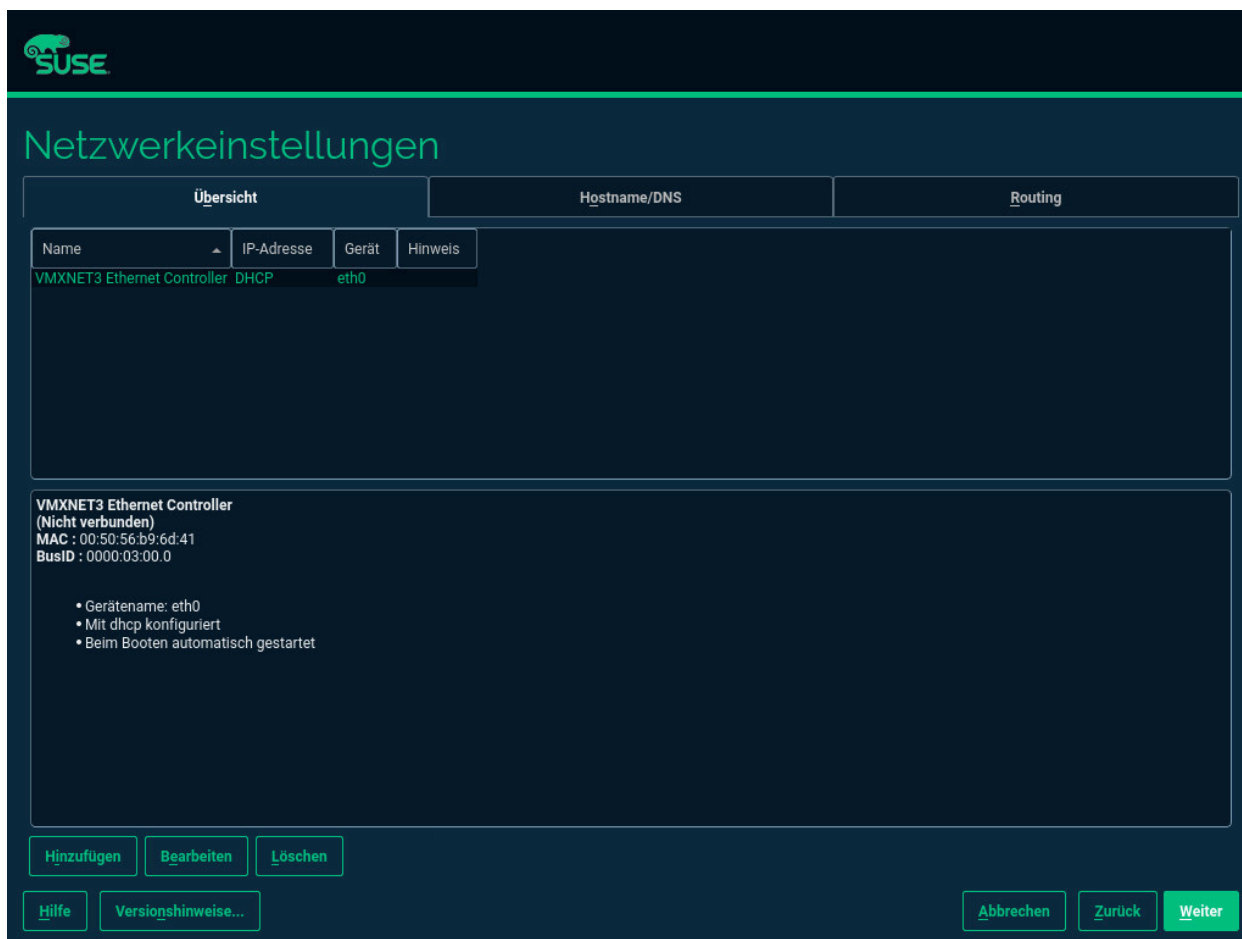 SUSE.
Netzwerkeinstellungen
Übersicht Hostname/DNS Routing
Name IP-Adresse Gerät Hinweis
VMXNET3 Ethernet Controller DHCP eth0
VMXNET3 Ethernet Controller
(Nicht verbunden)
MAC : 00:50:56:b9:6d:41
BusID : 0000:03:00.0
• Gerätename: eth0
• Mit dhcp konfiguriert
• Beim Booten automatisch gestartet
Hinzufügen Bearbeiten Löschen
Hilfe Versionshinweise... Abbrechen Zurück Weiter